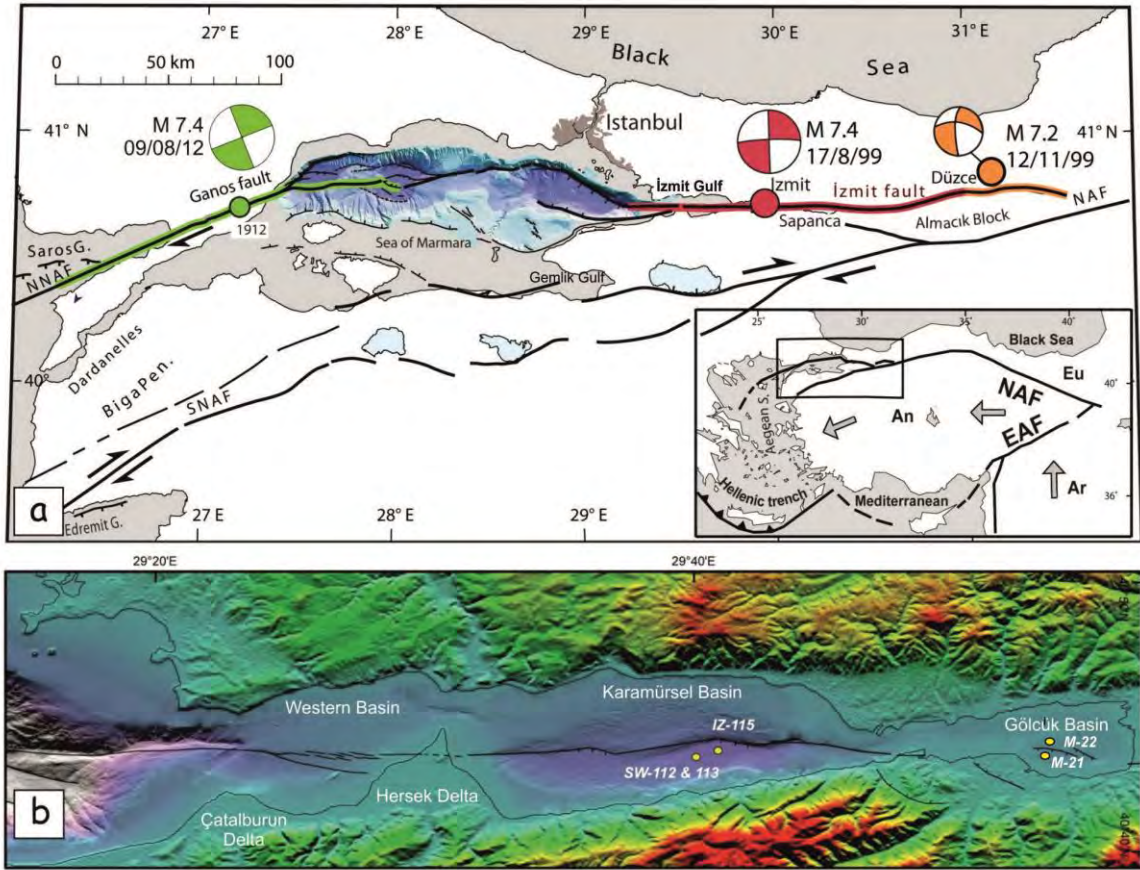 27°E
28°E
29°E
30°E
31°E
0
50 km
100
Black
Sea
41° N
41° N
M 7.4
09/08/12
Ganos fault
Istanbul
M 7.4
17/8/99
M 7.2
12/11/99
Düzce
İzmit Gulf
Izmit
İzmit fault
Sapanca
Almacık Block
NAF
1912
Saros G.
NNAF
Sea of Marmara
Gemlik Gulf
Dardanelles
Biga Pen.
40°
SNAF
Edremit G.
a
27°E
28°E
29°E
25°
30°
35°
40°
Black Sea
Eu
40°
NAF
Aegean S.
An
EAF
Hellenic trench
Mediterranean
Ar
36°
29°20'E
29°40'E
Western Basin
Karamürsel Basin
IZ-115
Gölcük Basin
M-22
SW-112 & 113
M-21
Hersek Delta
Çatalburun
Delta
b